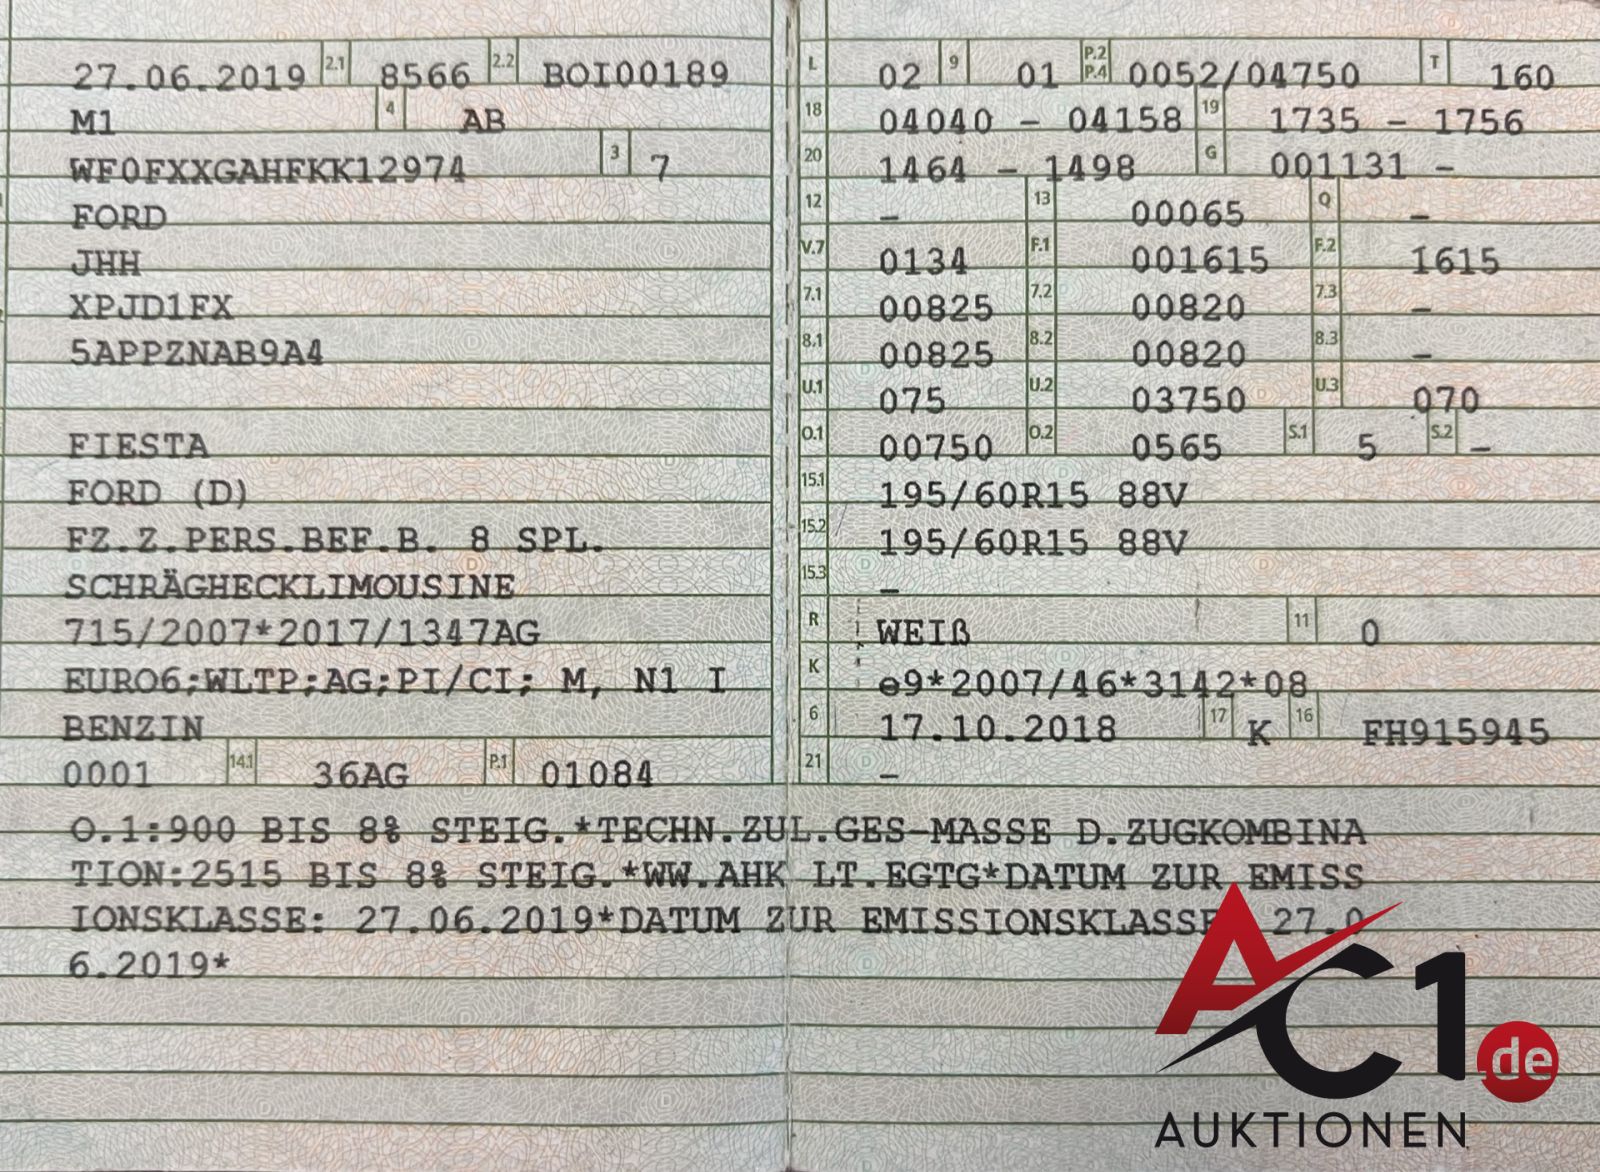 27.06.2019 2.1 8566 2.2 BOI00189
M1 4 AB
WF0FXXGAHFKK12974 3 7
FORD
JHH
XPJD1FX
5APPZNAB9A4
FIESTA
FORD (D)
FZ.Z.PERS.BEF.B. 8 SPL.
SCHRÄGHECKLIMOUSINE
715/2007*2017/1347AG
EURO6;WLTP;AG;PI/CI; M, N1 I
BENZIN
0001 14.1 36AG P.1 01084
L 02 9 01 P.2 P.4 0052/04750 T 160
18 04040 - 04158 19 1735 - 1756
20 1464 - 1498 G 001131 -
12 - 13 00065 Q -
V.7 0134 F.1 001615 F.2 1615
7.1 00825 7.2 00820 7.3 -
8.1 00825 8.2 00820 8.3 -
U.1 075 U.2 03750 U.3 070
O.1 00750 O.2 0565 S.1 5 S.2 -
15.1 195/60R15 88V
15.2 195/60R15 88V
15.3 -
R WEIß 11 0
K e9*2007/46*3142*08
6 17.10.2018 17 K 16 FH915945
21 -
O.1:900 BIS 8% STEIG.*TECHN.ZUL.GES-MASSE D.ZUGKOMBINA
TION:2515 BIS 8% STEIG.*WW.AHK LT.EGTG*DATUM ZUR EMISS
IONSKLASSE: 27.06.2019*DATUM ZUR EMISSIONSKLASSE: 27.0
6.2019*
AC1.de
AUKTIONEN